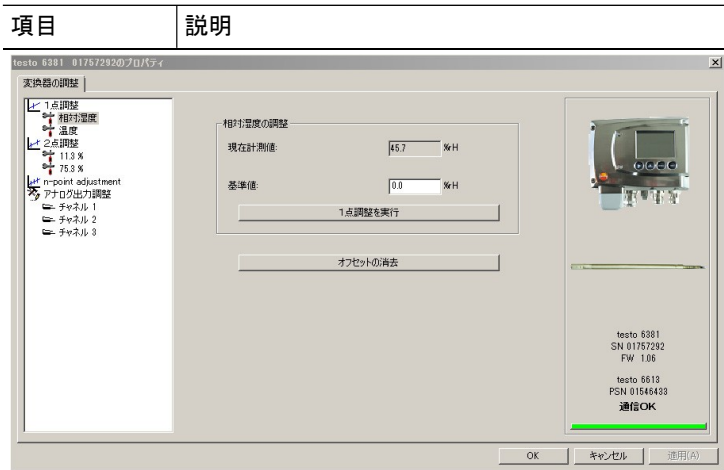 項目 説明
testo 6381 01757292のプロパティ
変換器の調整
1点調整
相対湿度
温度
2点調整
11.3 %
75.3 %
n-point adjustment
アナログ出力調整
チャネル 1
チャネル 2
チャネル 3
相対湿度の調整
現在計測値: 45.7 %rH
基準値: 0.0 %rH
1点調整を実行
オフセットの消去
testo 6381
SN 01757292
FW 1.06
testo 6613
PSN 01546433
通信OK
OK キャンセル 適用(A)